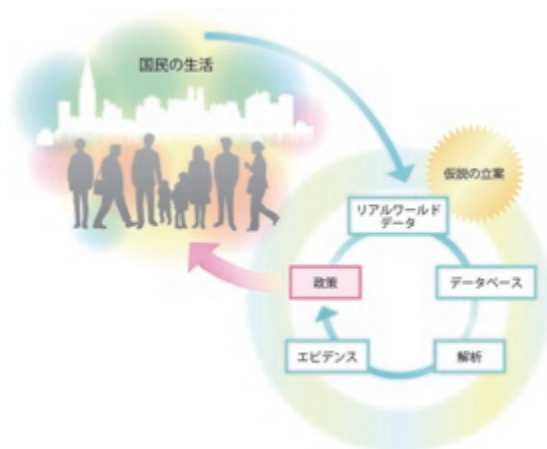 国民の生活
仮説の立案
リアルワールド
データ
政策
データベース
エビデンス
解析